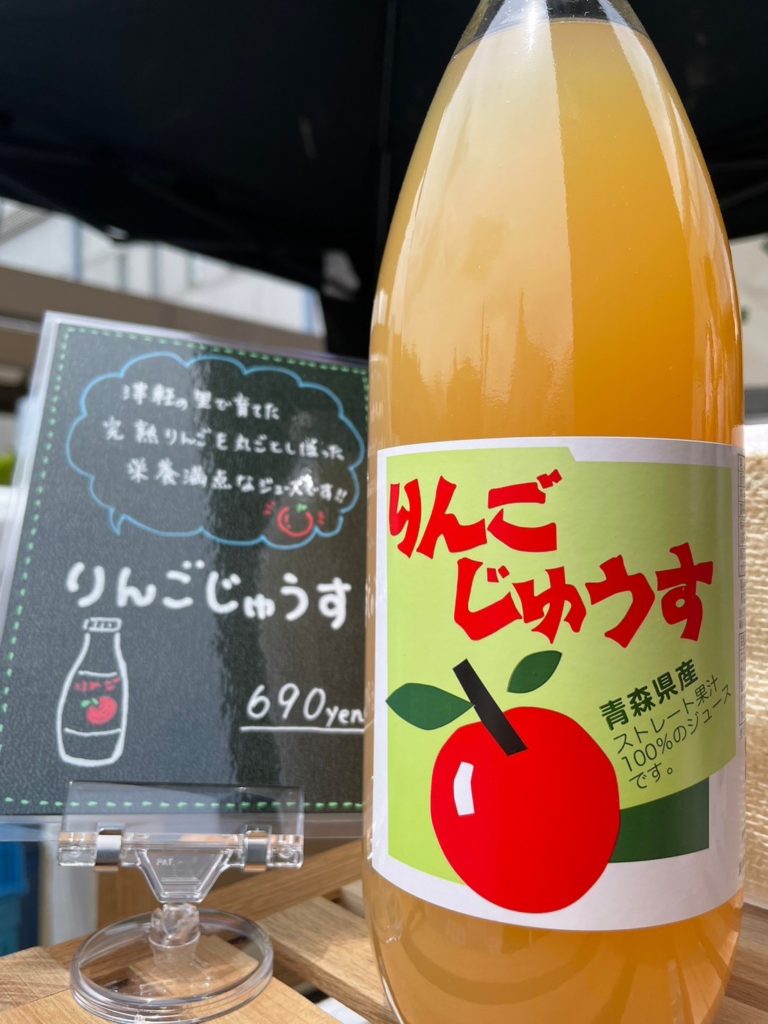 津軽の里で育てた
完熟りんごを丸ごとし搾った
栄養満点なジュースです!!
りんごじゅうす
690yen
りんご
じゅうす
青森県産
ストレート果汁
100%のジュース
です。
PAT.